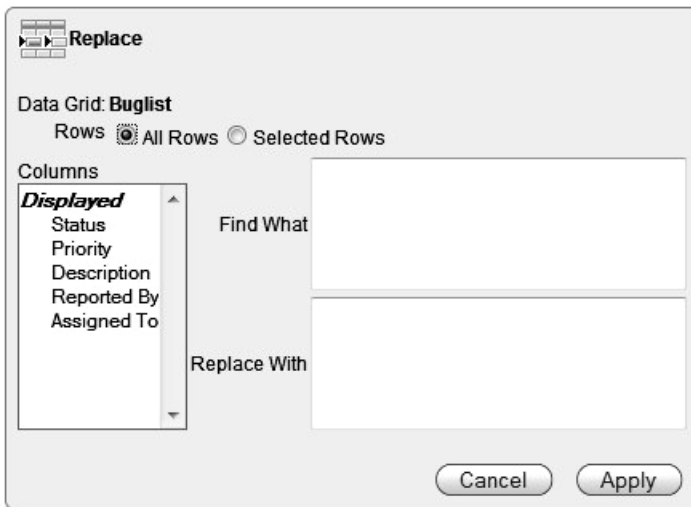 Replace
Data Grid: Buglist
Rows All Rows Selected Rows
Columns
Displayed
Status
Priority
Description
Reported By
Assigned To
Find What
Replace With
Cancel Apply